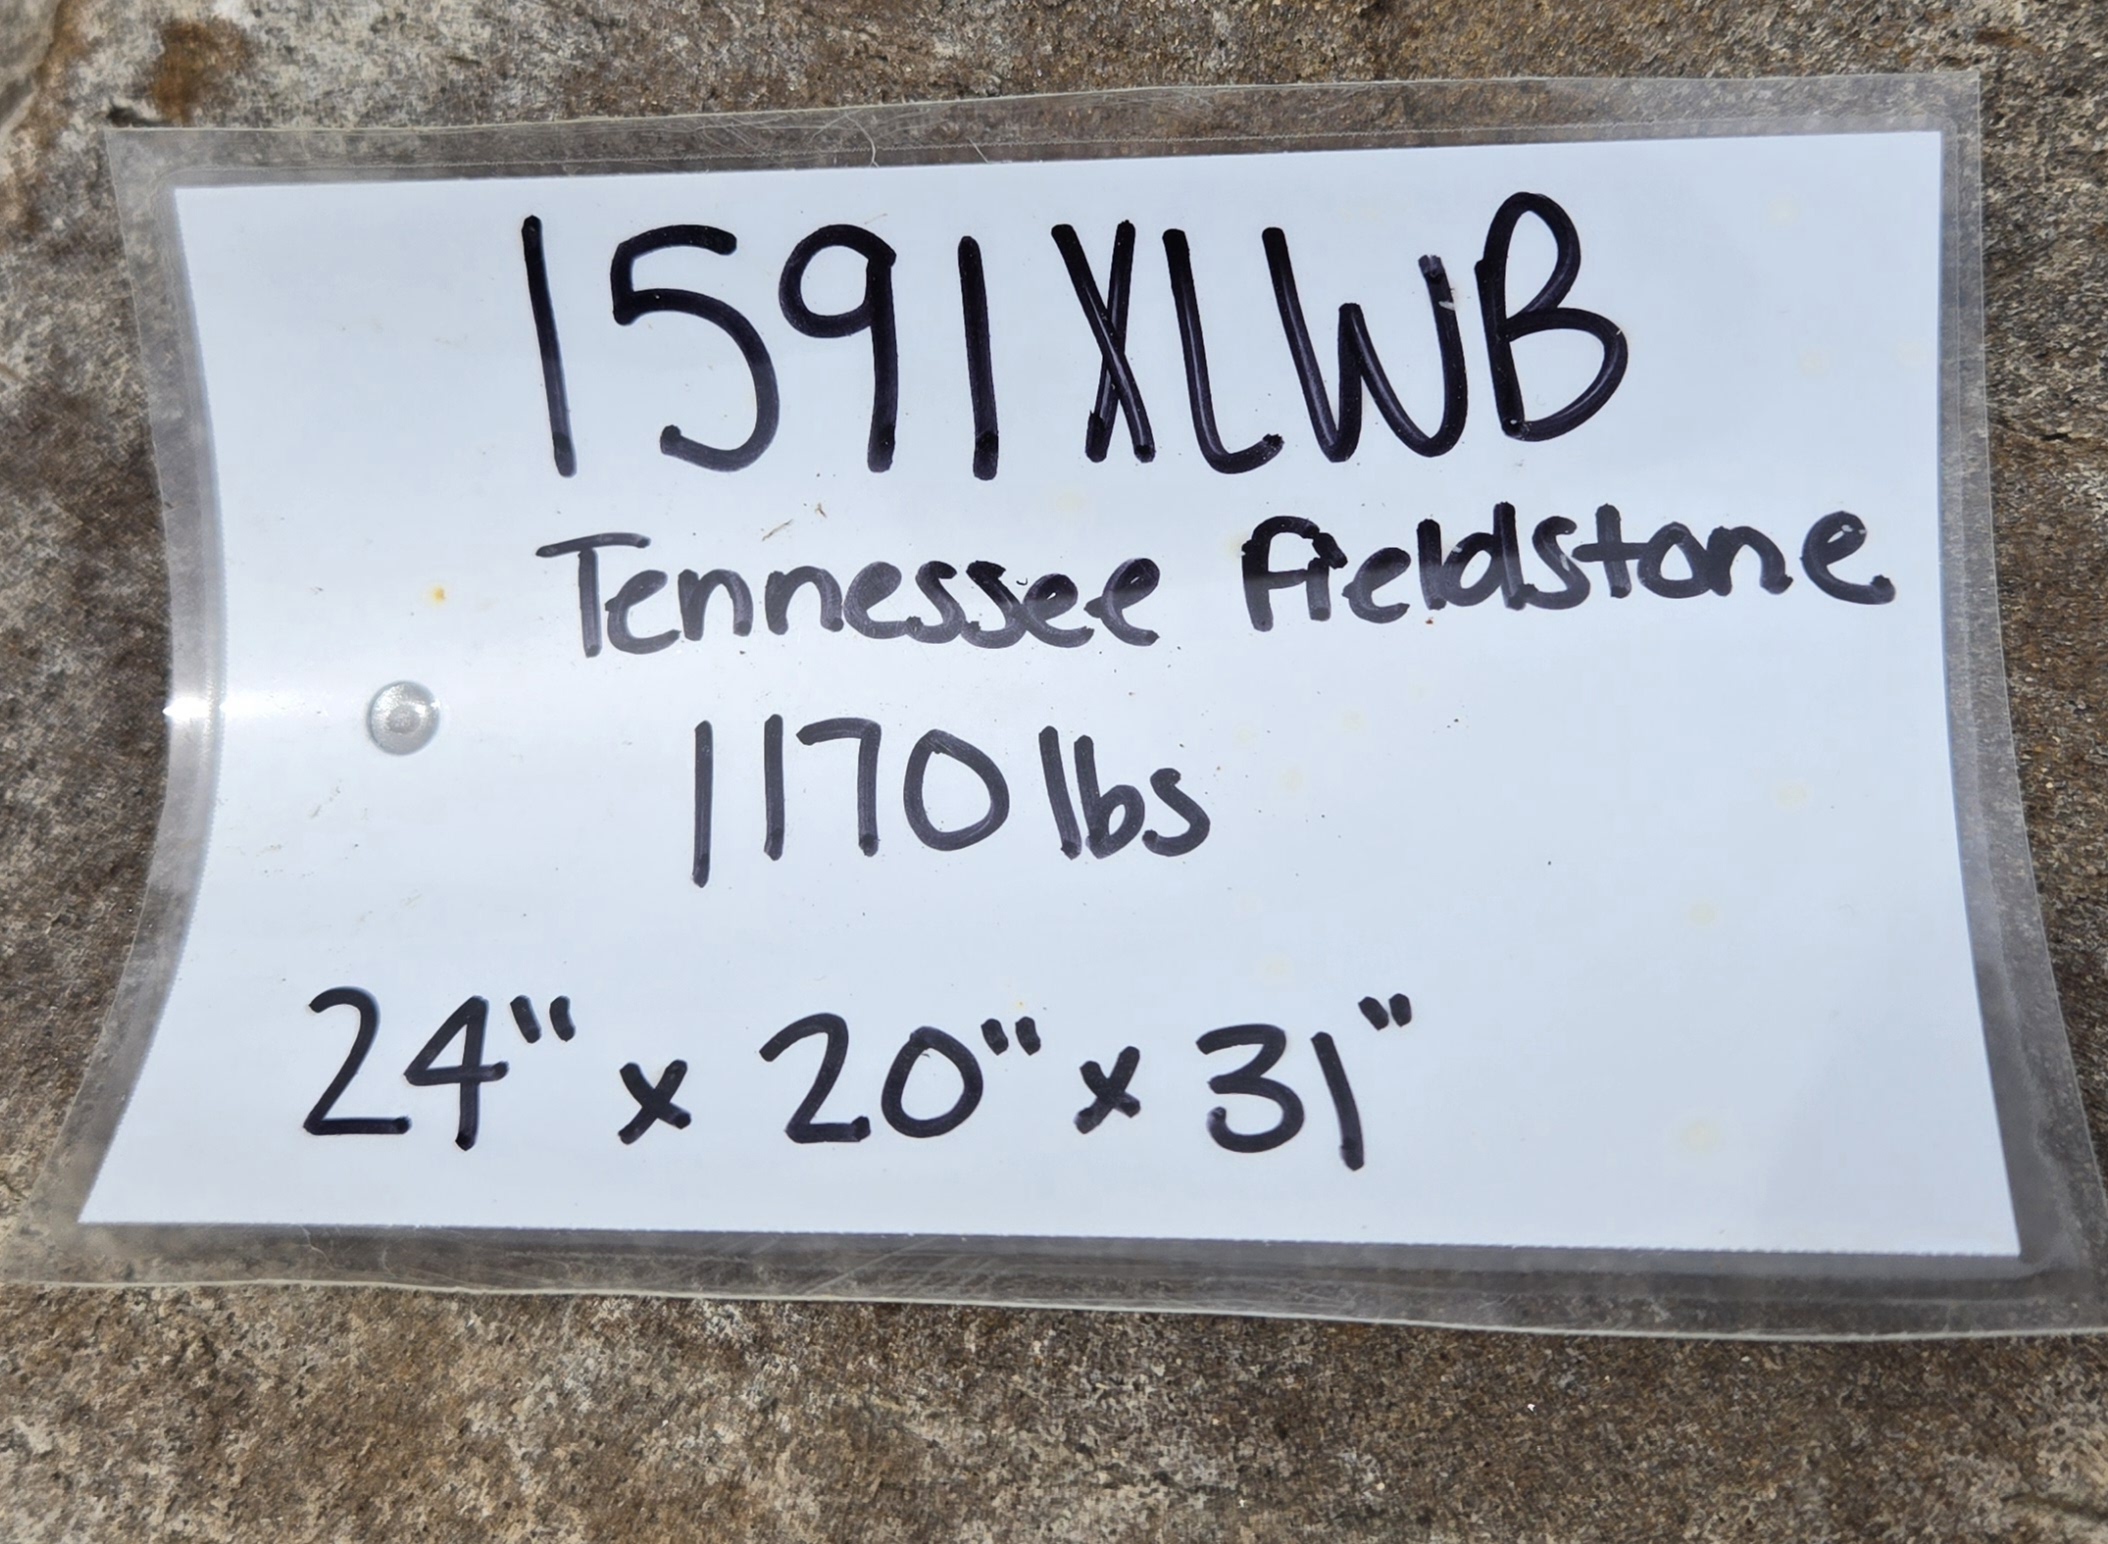 1591XLWB
Tennessee Fieldstone
1170 lbs
24" x 20" x 31"